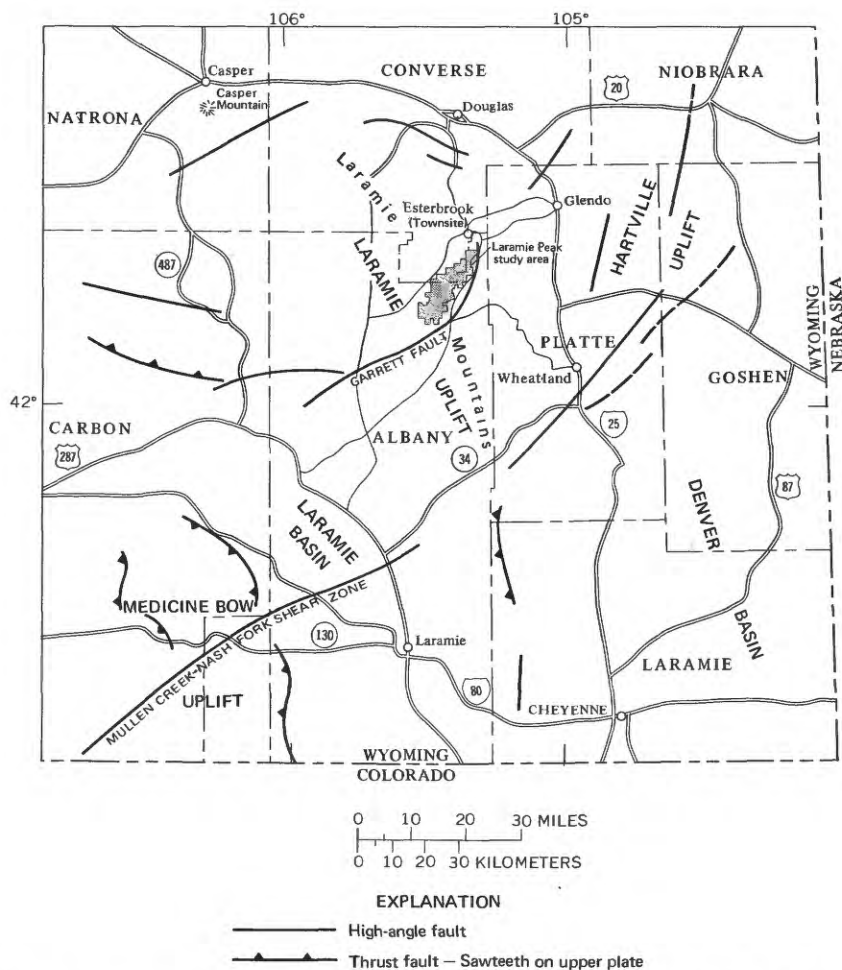 106°
105°
Casper
Casper
Mountain
CONVERSE
NIOBRARA
20
NATRONA
Douglas
Laramie
Esterbrook
(Townsite)
Glendo
HARTVILLE
UPLIFT
487
LARAMIE
Laramie Peak
study area
WYOMING
NEBRASKA
GARRETT FAULT
Mountains
PLATTE
Wheatland
GOSHEN
42°
CARBON
287
ALBANY
UPLIFT
34
25
87
DENVER
LARAMIE
BASIN
MEDICINE BOW
MULLEN CREEK-NASH FORK SHEAR ZONE
130
Laramie
BASIN
LARAMIE
UPLIFT
80
CHEYENNE
WYOMING
COLORADO
0 10 20 30 MILES
0 10 20 30 KILOMETERS
EXPLANATION
High-angle fault
Thrust fault — Sawteeth on upper plate